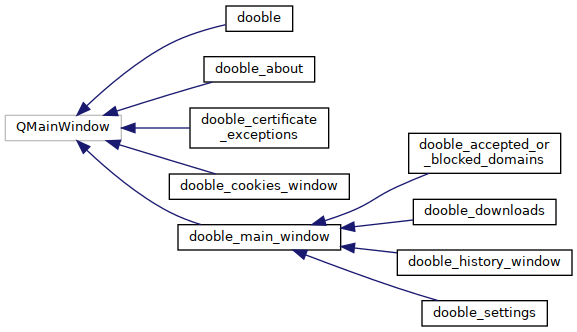 dooble
dooble_about
QMainWindow
dooble_certificate
_exceptions
dooble_cookies_window
dooble_main_window
dooble_accepted_or
_blocked_domains
dooble_downloads
dooble_history_window
dooble_settings